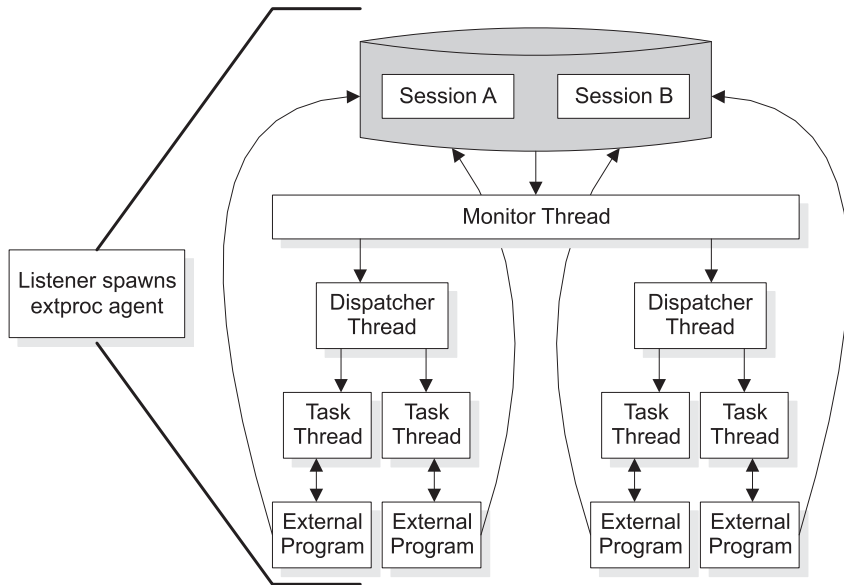 Session A
Session B
Monitor Thread
Listener spawns
extproc agent
Dispatcher
Thread
Dispatcher
Thread
Task
Thread
Task
Thread
Task
Thread
Task
Thread
External
Program
External
Program
External
Program
External
Program